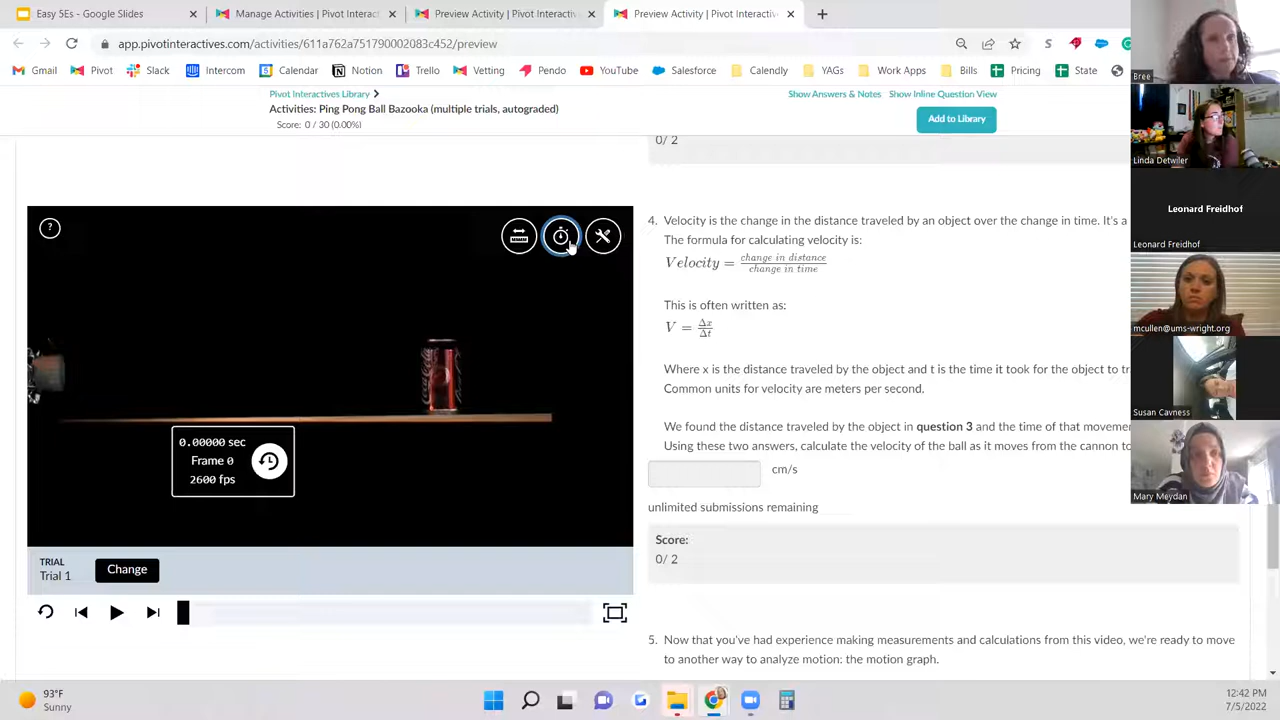 Easy 5Es - Google Slides
Manage Activities | Pivot Interac
Preview Activity | Pivot Interactiv
Preview Activity | Pivot Interactiv
app.pivotinteractives.com/activities/611a762a7517900012083c452/preview
Gmail Pivot Slack Intercom Calendar Notes Trello Vetting Pendo YouTube Salesforce Calendly YAGs Work Apps Bills Pricing State
Pivot Interactives Library
Activities: Ping Pong Ball Bazooka (multiple trials, autograded)
Score: 0 / 30 (0.00%)
Show Answers & Notes Show Inline Question View
Add to Library
0/ 2
4. Velocity is the change in the distance traveled by an object over the change in time. It's a
The formula for calculating velocity is:
Velocity = change in distance / change in time
This is often written as:
V = Δx / Δt
Where x is the distance traveled by the object and t is the time it took for the object to tr
Common units for velocity are meters per second.
We found the distance traveled by the object in question 3 and the time of that movemen
Using these two answers, calculate the velocity of the ball as it moves from the cannon to
cm/s
unlimited submissions remaining
Score:
0/ 2
5. Now that you've had experience making measurements and calculations from this video, we're ready to move
to another way to analyze motion: the motion graph.
?
0.00000 sec
Frame 0
2600 fps
TRIAL
Trial 1
Change
Bree
Linda Detwiler
Leonard Freidhof
Leonard Freidhof
mcullen@ums-wright.org
Susan Cavness
Mary Meydan
93°F
Sunny
12:42 PM
7/5/2022